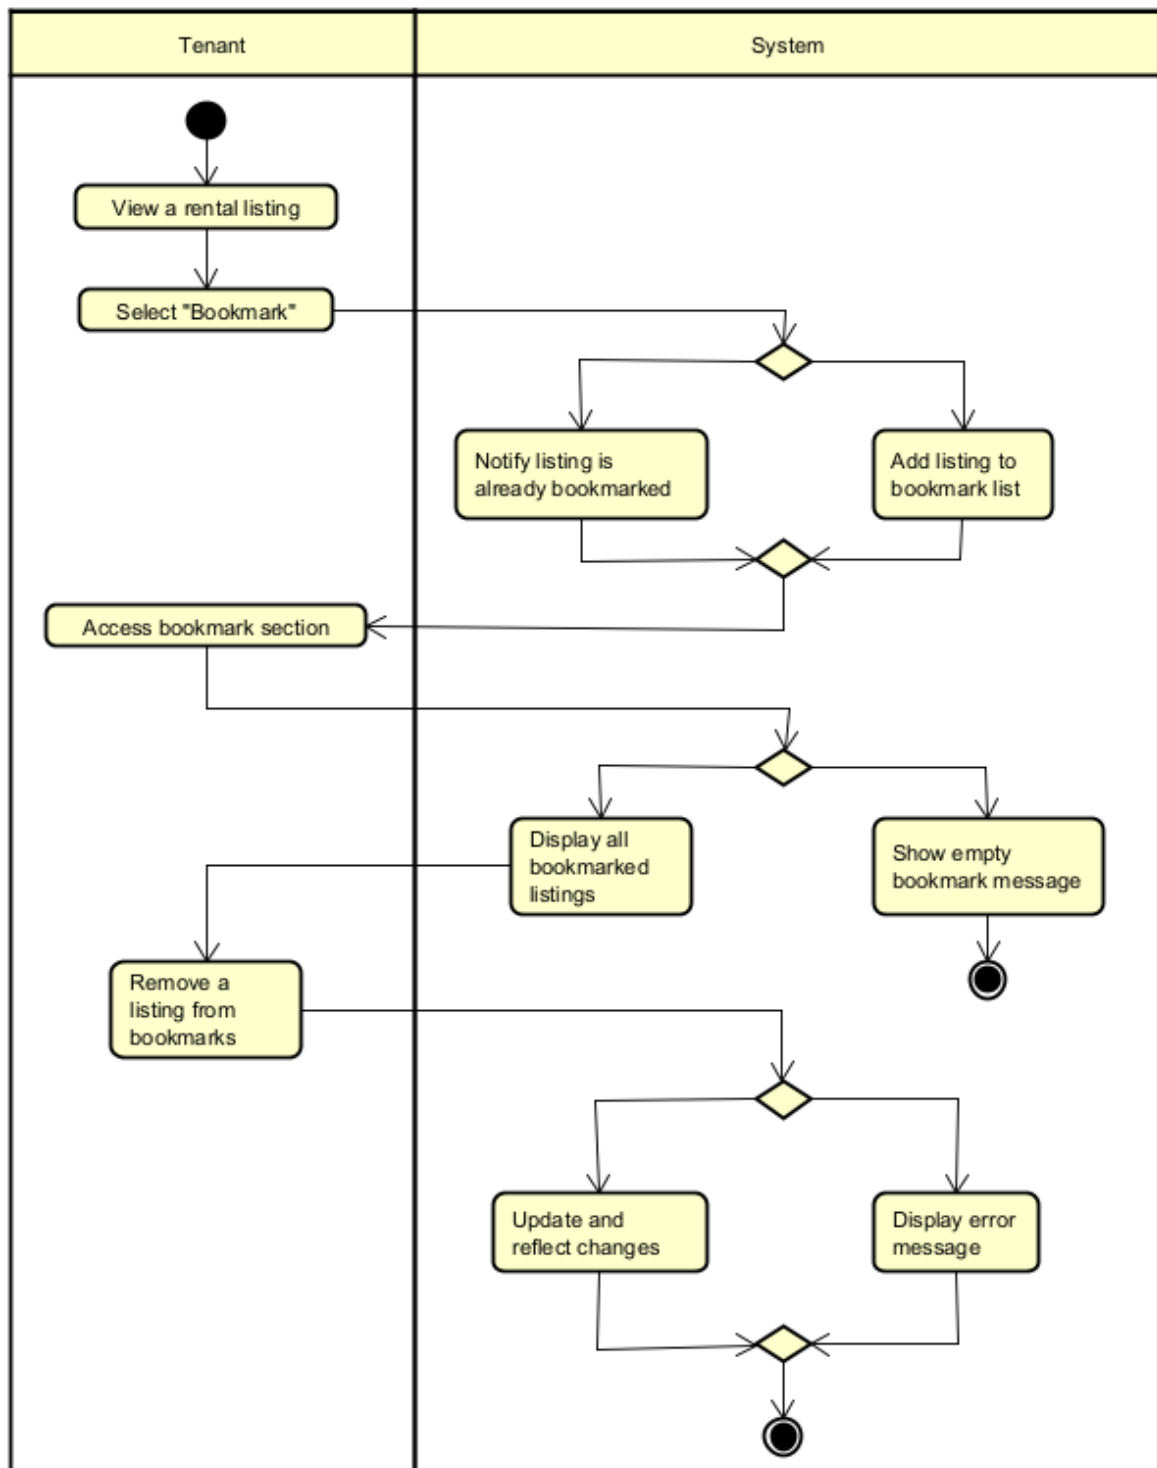 Tenant
System
View a rental listing
Select "Bookmark"
Notify listing is
already bookmarked
Add listing to
bookmark list
Access bookmark section
Display all
bookmarked
listings
Show empty
bookmark message
Remove a
listing from
bookmarks
Update and
reflect changes
Display error
message